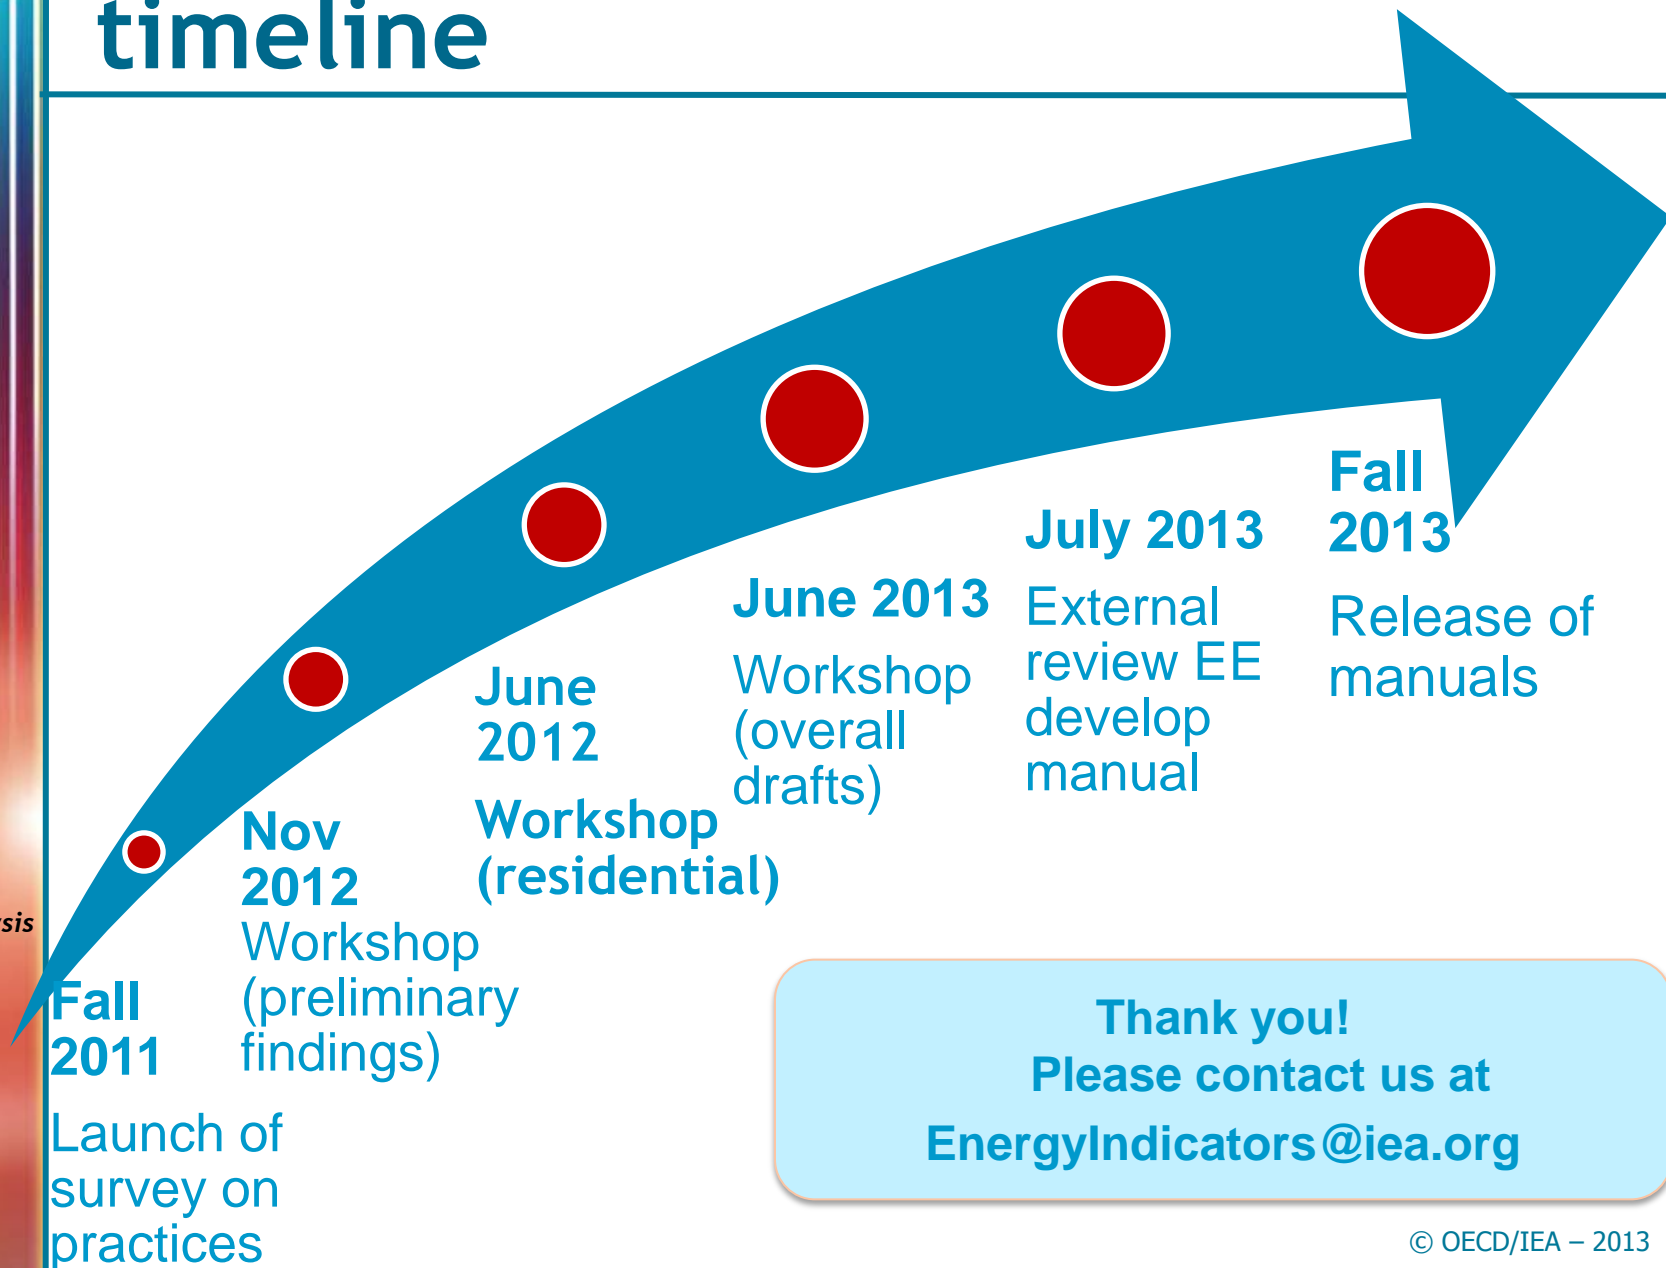 timeline
Fall
2011
Launch of
survey on
practices
Nov
2012
Workshop
(preliminary
findings)
June
2012
Workshop
(residential)
June 2013
Workshop
(overall
drafts)
July 2013
External
review EE
develop
manual
Fall
2013
Release of
manuals
Thank you!
Please contact us at
EnergyIndicators@iea.org
© OECD/IEA – 2013